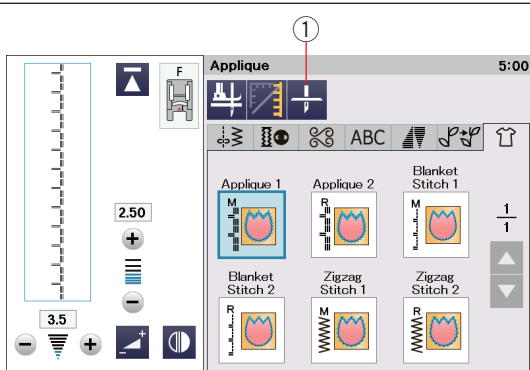 ①
F
Applique 5:00
ABC
2.50
3.5
Applique 1 Applique 2 Blanket
Stitch 1
M R M
1
1
Blanket
Stitch 2 Zigzag
Stitch 1 Zigzag
Stitch 2
R M R